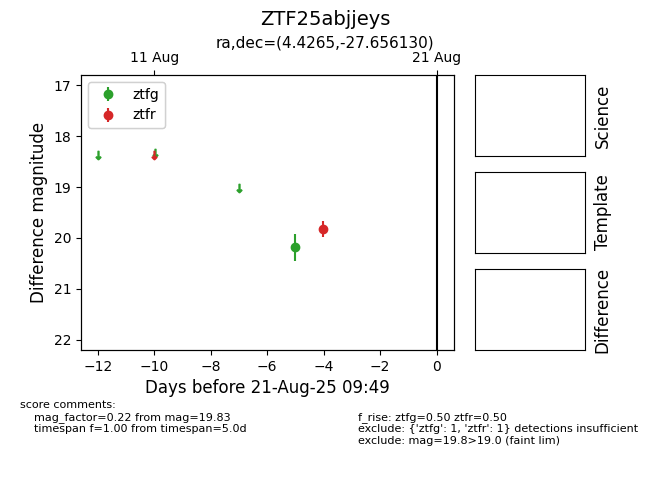 ZTF25abjjeys
ra,dec=(4.4265,-27.656130)
11 Aug
21 Aug
17
18
19
20
21
22
Difference magnitude
ztfg
ztfr
−12
−10
−8
−6
−4
−2
0
Days before 21-Aug-25 09:49
Science
Template
Difference
score comments:
mag_factor=0.22 from mag=19.83
timespan f=1.00 from timespan=5.0d
f_rise: ztfg=0.50 ztfr=0.50
exclude: {'ztfg': 1, 'ztfr': 1} detections insufficient
exclude: mag=19.8>19.0 (faint lim)